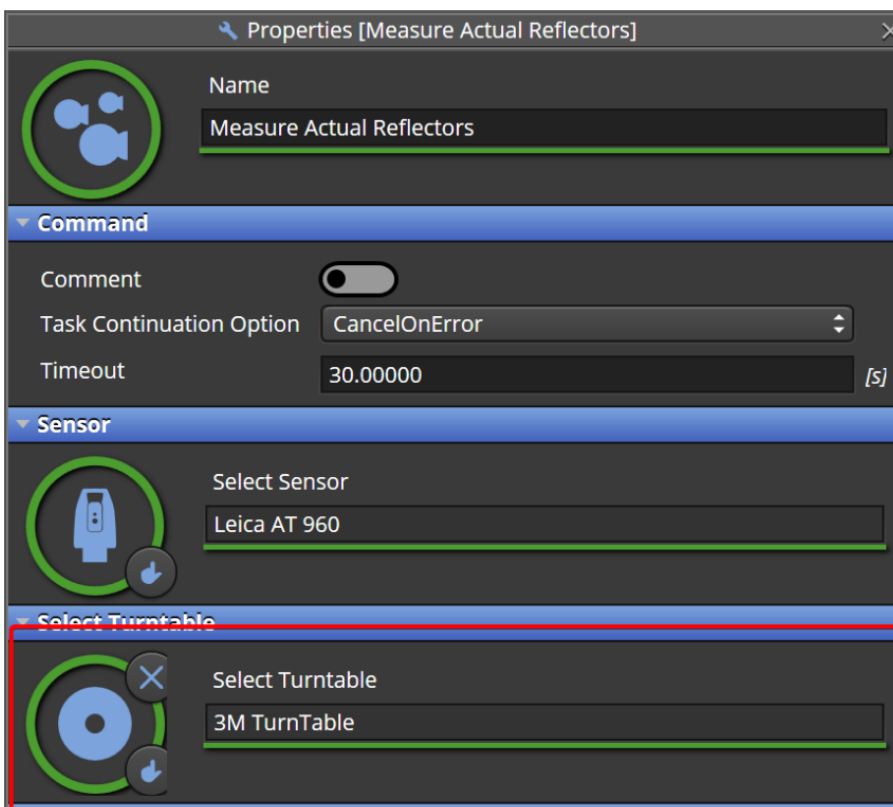 Properties [Measure Actual Reflectors]
Name
Measure Actual Reflectors
Command
Comment
Task Continuation Option CancelOnError
Timeout 30.00000 [s]
Sensor
Select Sensor
Leica AT 960
Select Turntable
Select Turntable
3M TurnTable